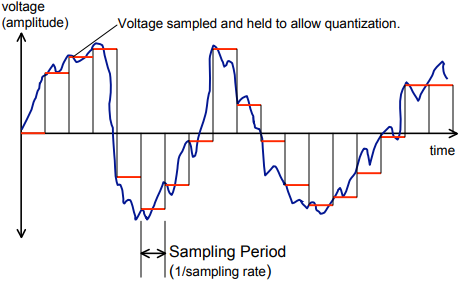 voltage
(amplitude)
Voltage sampled and held to allow quantization.
time
Sampling Period
(1/sampling rate)